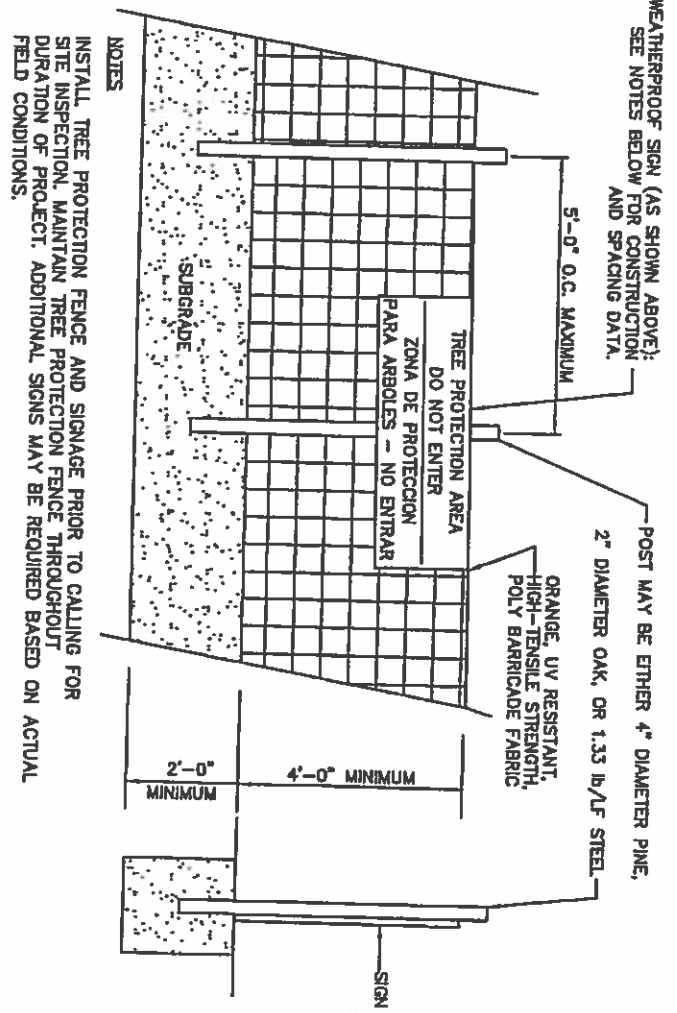 WEATHERPROOF SIGN (AS SHOWN ABOVE):
SEE NOTES BELOW FOR CONSTRUCTION
AND SPACING DATA.
POST MAY BE EITHER 4" DIAMETER PINE,
2" DIAMETER OAK, OR 1.33 lb/LF STEEL
5'-0" O.C. MAXIMUM
ORANGE, UV RESISTANT,
HIGH-TENSILE STRENGTH,
POLY BARRICADE FABRIC
TREE PROTECTION AREA
DO NOT ENTER
ZONA DE PROTECCION
PARA ARBOLES - NO ENTRAR
SUBGRADE
4'-0" MINIMUM
2'-0"
MINIMUM
SIGN
NOTES
INSTALL TREE PROTECTION FENCE AND SIGNAGE PRIOR TO CALLING FOR
SITE INSPECTION. MAINTAIN TREE PROTECTION FENCE THROUGHOUT
DURATION OF PROJECT. ADDITIONAL SIGNS MAY BE REQUIRED BASED ON ACTUAL
FIELD CONDITIONS.